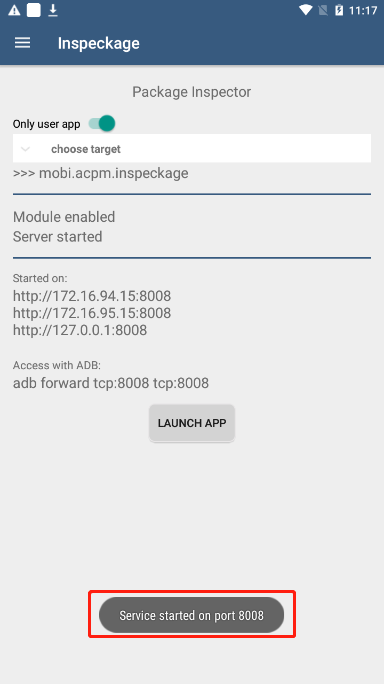 11:17
Inspeckage
Package Inspector
Only user app
choose target
>>> mobi.acpm.inspeckage
Module enabled
Server started
Started on:
http://172.16.94.15:8008
http://172.16.95.15:8008
http://127.0.0.1:8008
Access with ADB:
adb forward tcp:8008 tcp:8008
LAUNCH APP
Service started on port 8008